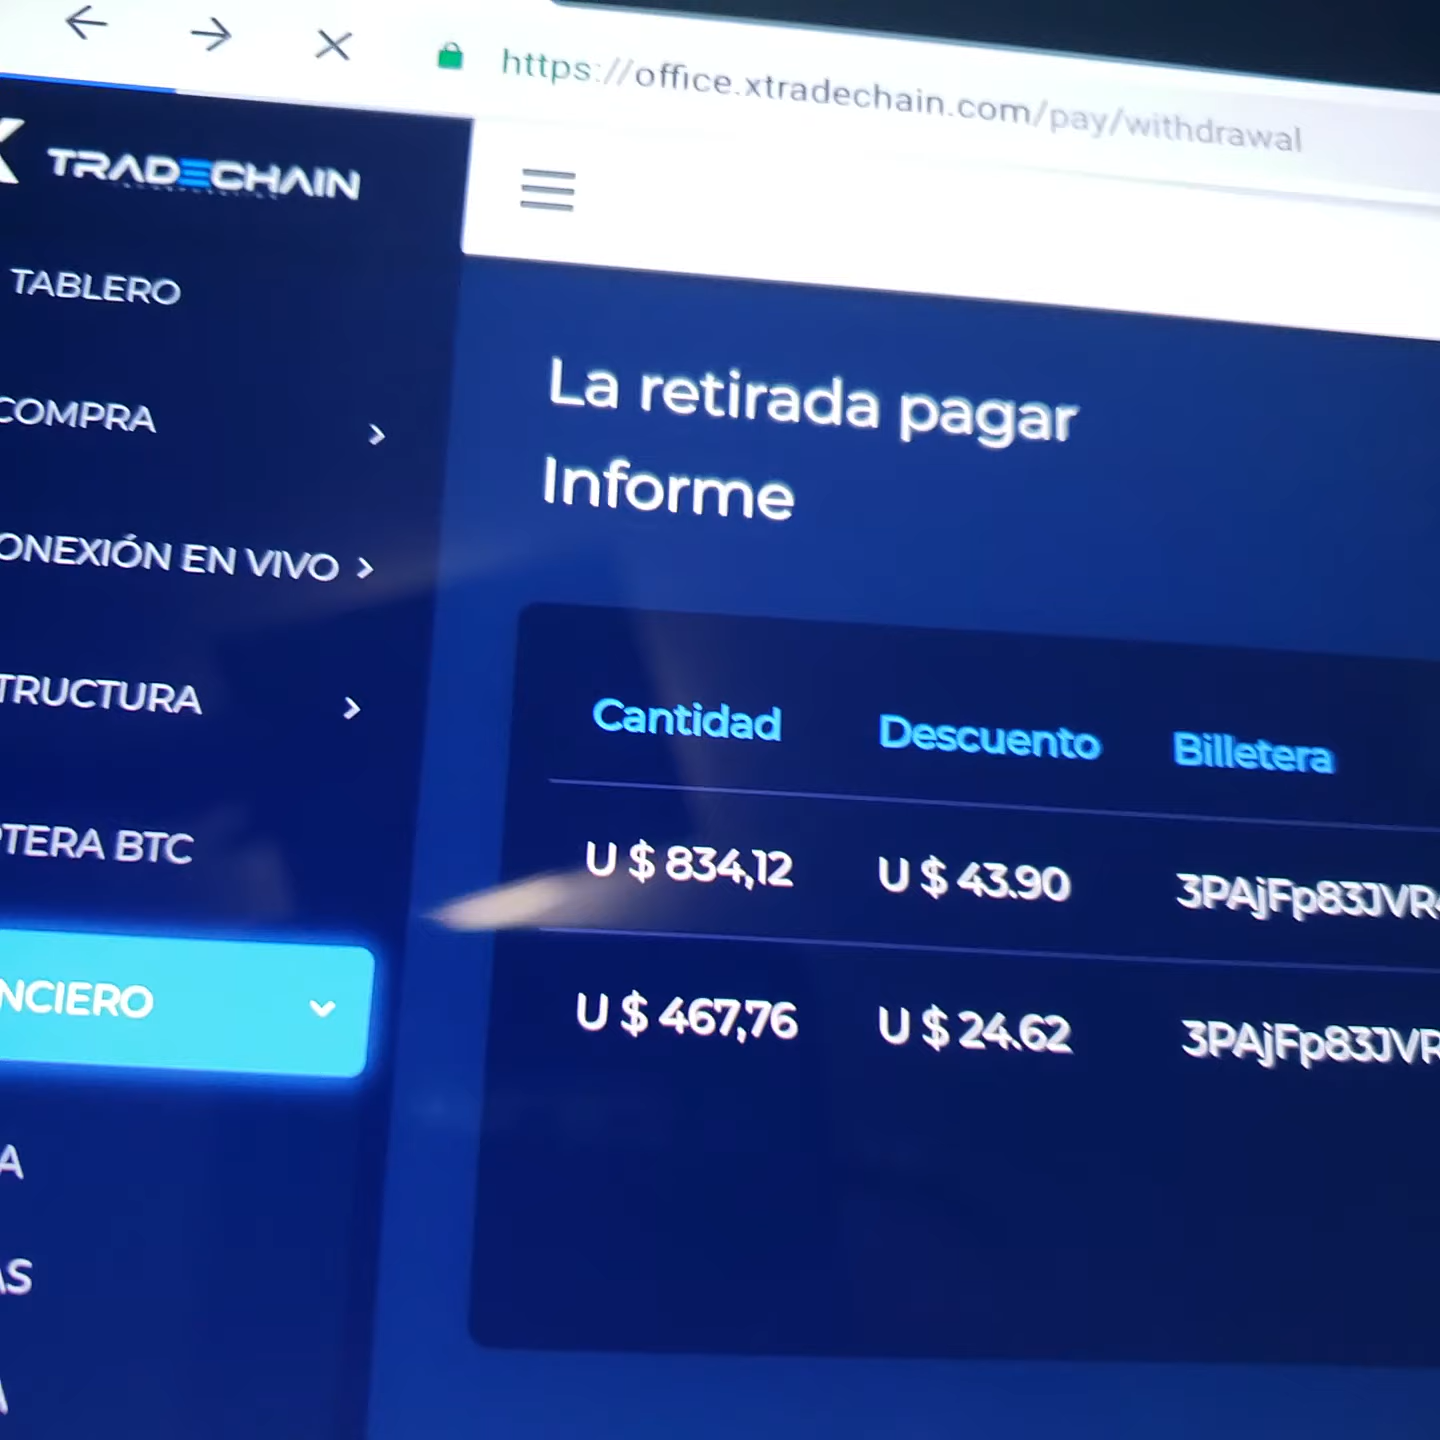 https://office.xtradechain.com/pay/withdrawal
X TRADECHAIN
TABLERO
COMPRA
ONEXIÓN EN VIVO
TRUCTURA
TERA BTC
NCIERO
A
AS
A
La retirada pagar
Informe
Cantidad Descuento Billetera
U $ 834,12 U $ 43.90 3PAjFp83JVR
U $ 467,76 U $ 24.62 3PAjFp83JVR